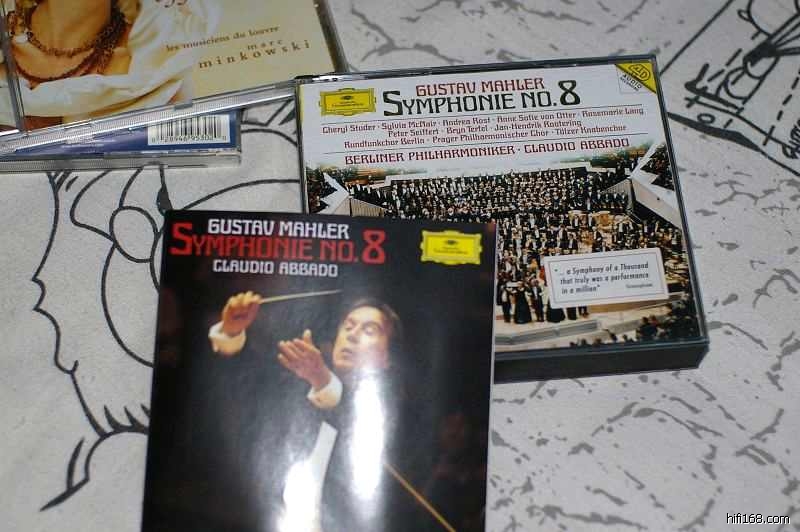 les musiciens du louvre
marc
minkowski
GUSTAV MAHLER
SYMPHONIE NO. 8
Cheryl Studer · Sylvia McNair · Andrea Rost · Anne Sofie von Otter · Rosemarie Lang
Peter Seiffert · Bryn Terfel · Jan-Hendrik Rootering
Rundfunkchor Berlin · Prager Philharmonischer Chor · Tölzer Knabenchor
BERLINER PHILHARMONIKER · CLAUDIO ABBADO
4D
AUDIO
"... a Symphony of a Thousand
that truly was a performance
in a million"
GUSTAV MAHLER
SYMPHONIE NO. 8
CLAUDIO ABBADO
hifi168.com